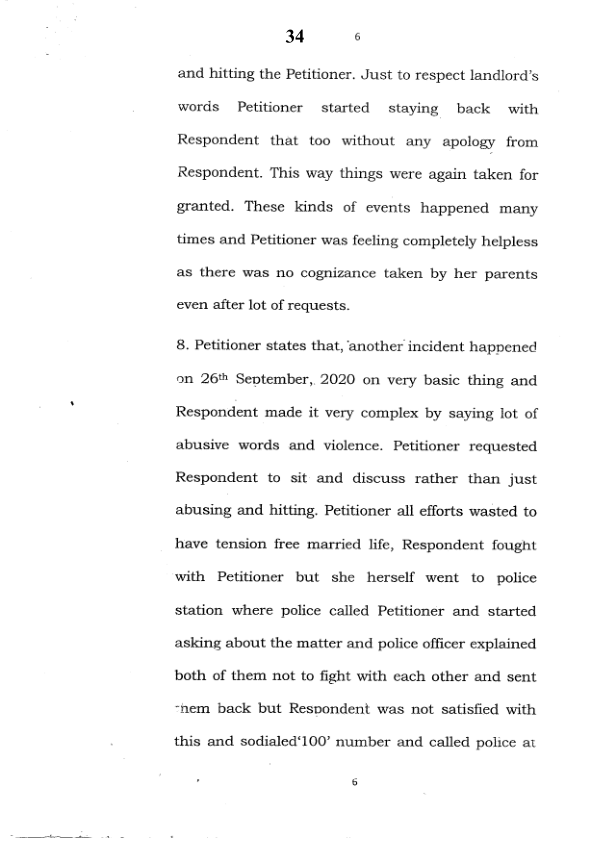 34 6
and hitting the Petitioner. Just to respect landlord's
words Petitioner started staying back with
Respondent that too without any apology from
Respondent. This way things were again taken for
granted. These kinds of events happened many
times and Petitioner was feeling completely helpless
as there was no cognizance taken by her parents
even after lot of requests.
8. Petitioner states that, another incident happened
on 26th September, 2020 on very basic thing and
Respondent made it very complex by saying lot of
abusive words and violence. Petitioner requested
Respondent to sit and discuss rather than just
abusing and hitting. Petitioner all efforts wasted to
have tension free married life, Respondent fought
with Petitioner but she herself went to police
station where police called Petitioner and started
asking about the matter and police officer explained
both of them not to fight with each other and sent
them back but Respondent was not satisfied with
this and sodialed'100' number and called police at
6